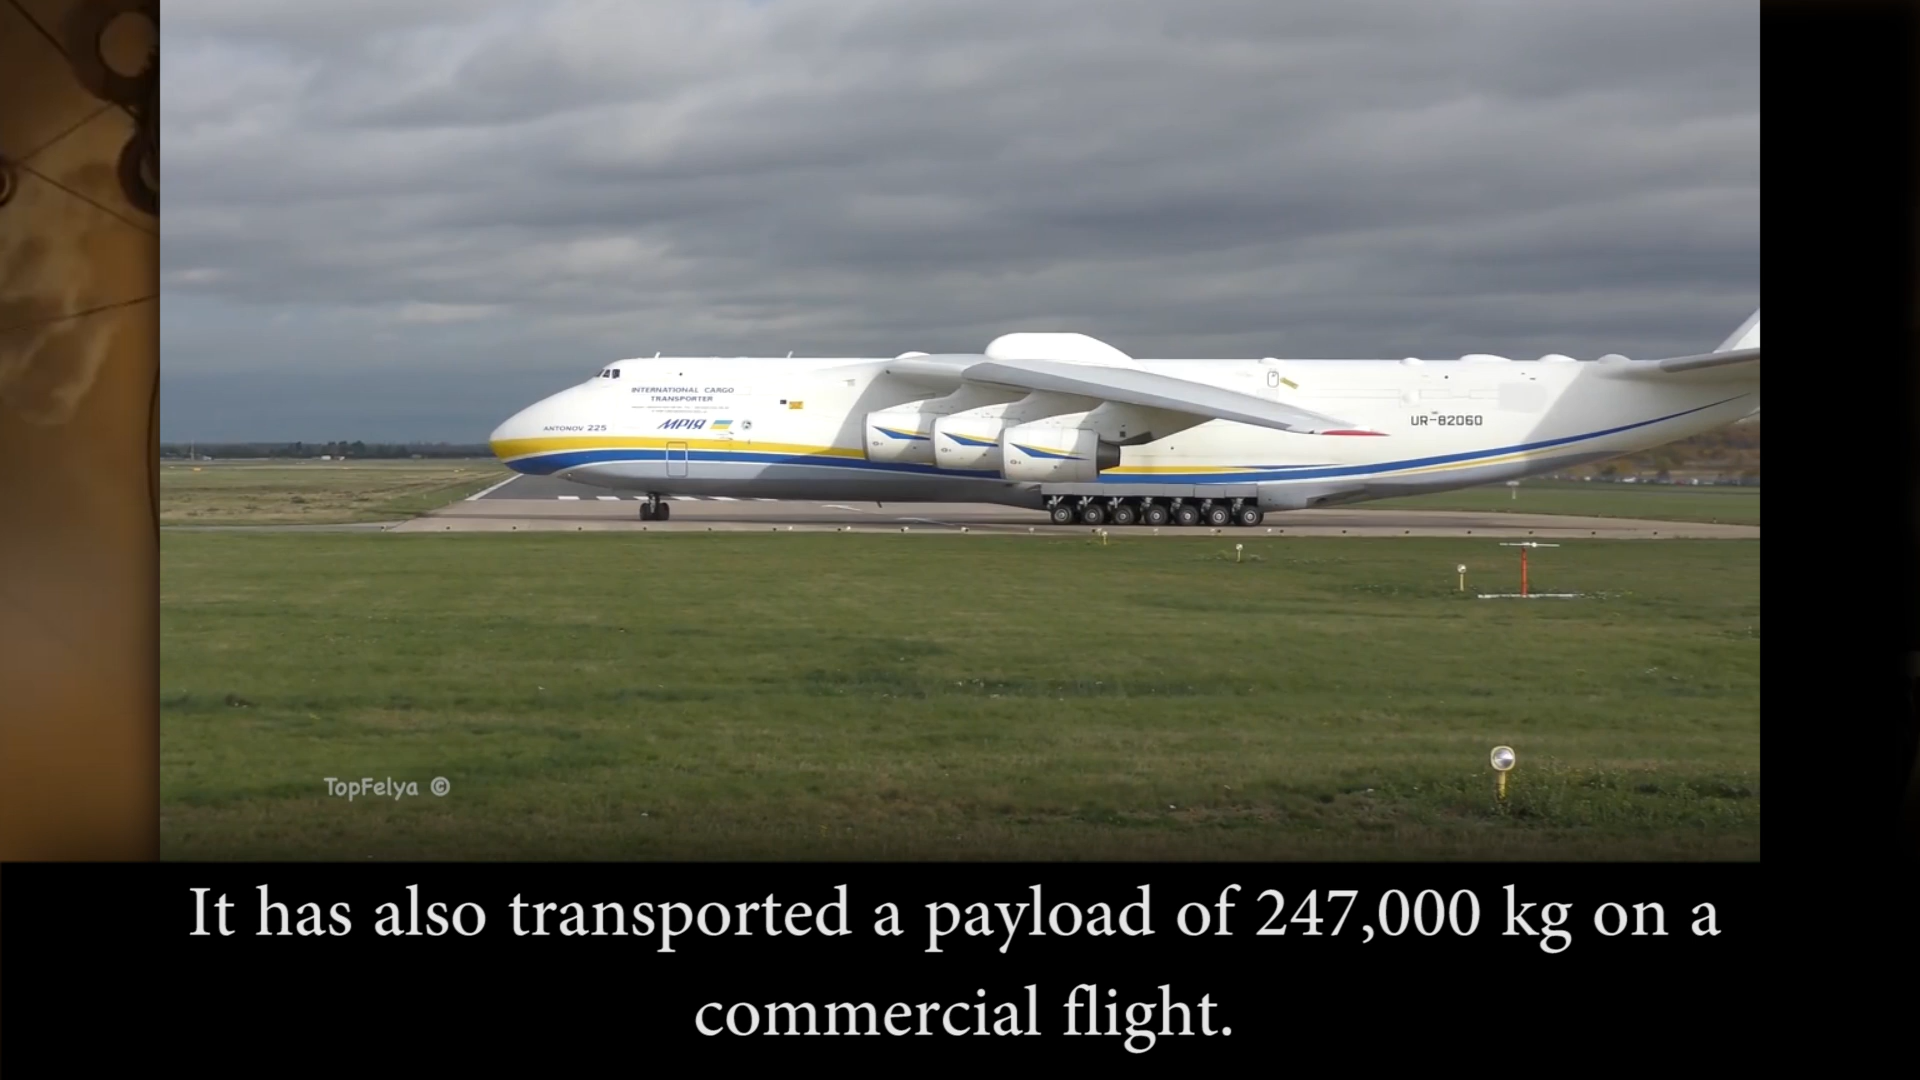 INTERNATIONAL CARGO
TRANSPORTER
ANTONOV 225
МРІЯ
UR-82060
TopFelya ©
It has also transported a payload of 247,000 kg on a
commercial flight.